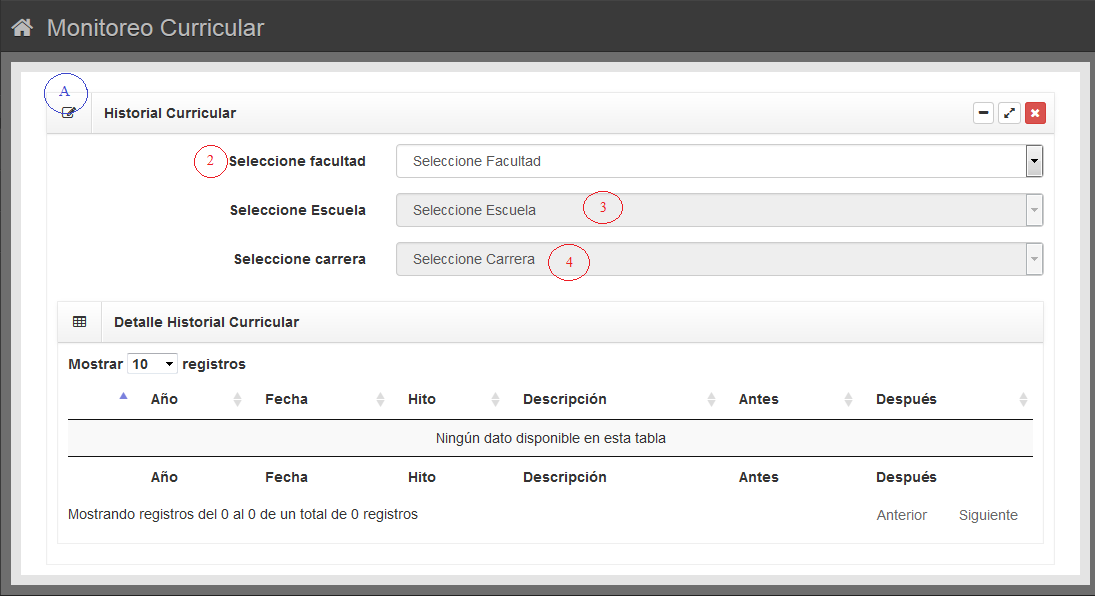 Monitoreo Curricular
A
Historial Curricular
2 Seleccione facultad Seleccione Facultad
Seleccione Escuela Seleccione Escuela 3
Seleccione carrera Seleccione Carrera 4
Detalle Historial Curricular
Mostrar 10 registros
Año Fecha Hito Descripción Antes Después
Ningún dato disponible en esta tabla
Año Fecha Hito Descripción Antes Después
Mostrando registros del 0 al 0 de un total de 0 registros Anterior Siguiente